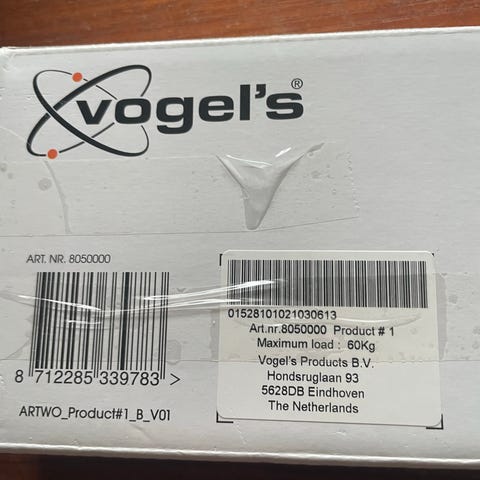 vogel's®
ART. NR. 8050000
8 712285 339783 >
ARTWO_Product#1_B_V01
01528101021030613
Art.nr.8050000 Product # 1
Maximum load : 60Kg
Vogel's Products B.V.
Hondsruglaan 93
5628DB Eindhoven
The Netherlands